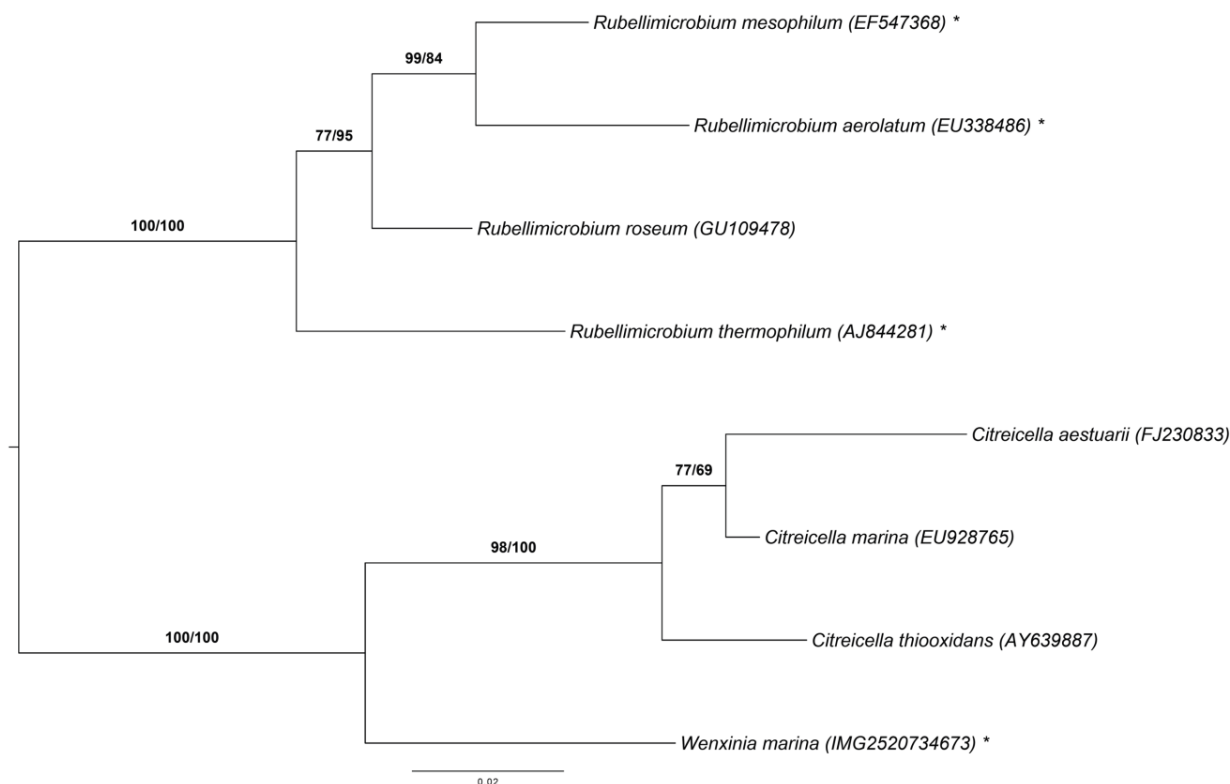 Rubellimicrobium mesophilum (EF547368) *
99/84
Rubellimicrobium aerolatum (EU338486) *
77/95
Rubellimicrobium roseum (GU109478)
100/100
Rubellimicrobium thermophilum (AJ844281) *
Citreicella aestuarii (FJ230833)
77/69
Citreicella marina (EU928765)
98/100
Citreicella thiooxidans (AY639887)
100/100
Wenxinia marina (IMG2520734673) *
0.02